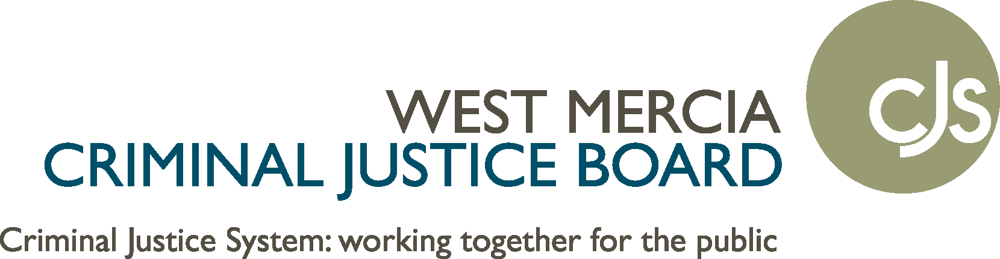 WEST MERCIA
CRIMINAL JUSTICE BOARD
cJs
Criminal Justice System: working together for the public